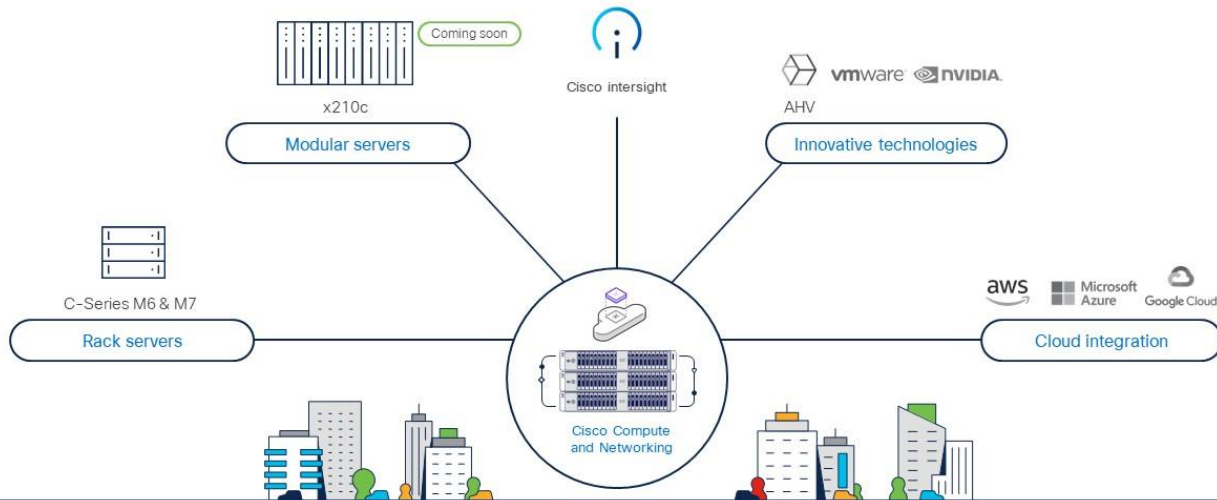 Coming soon
x210c
Modular servers
Cisco intersight
vmware NVIDIA.
AHV
Innovative technologies
C-Series M6 & M7
Rack servers
aws Microsoft Azure Google Cloud
Cloud integration
Cisco Compute
and Networking